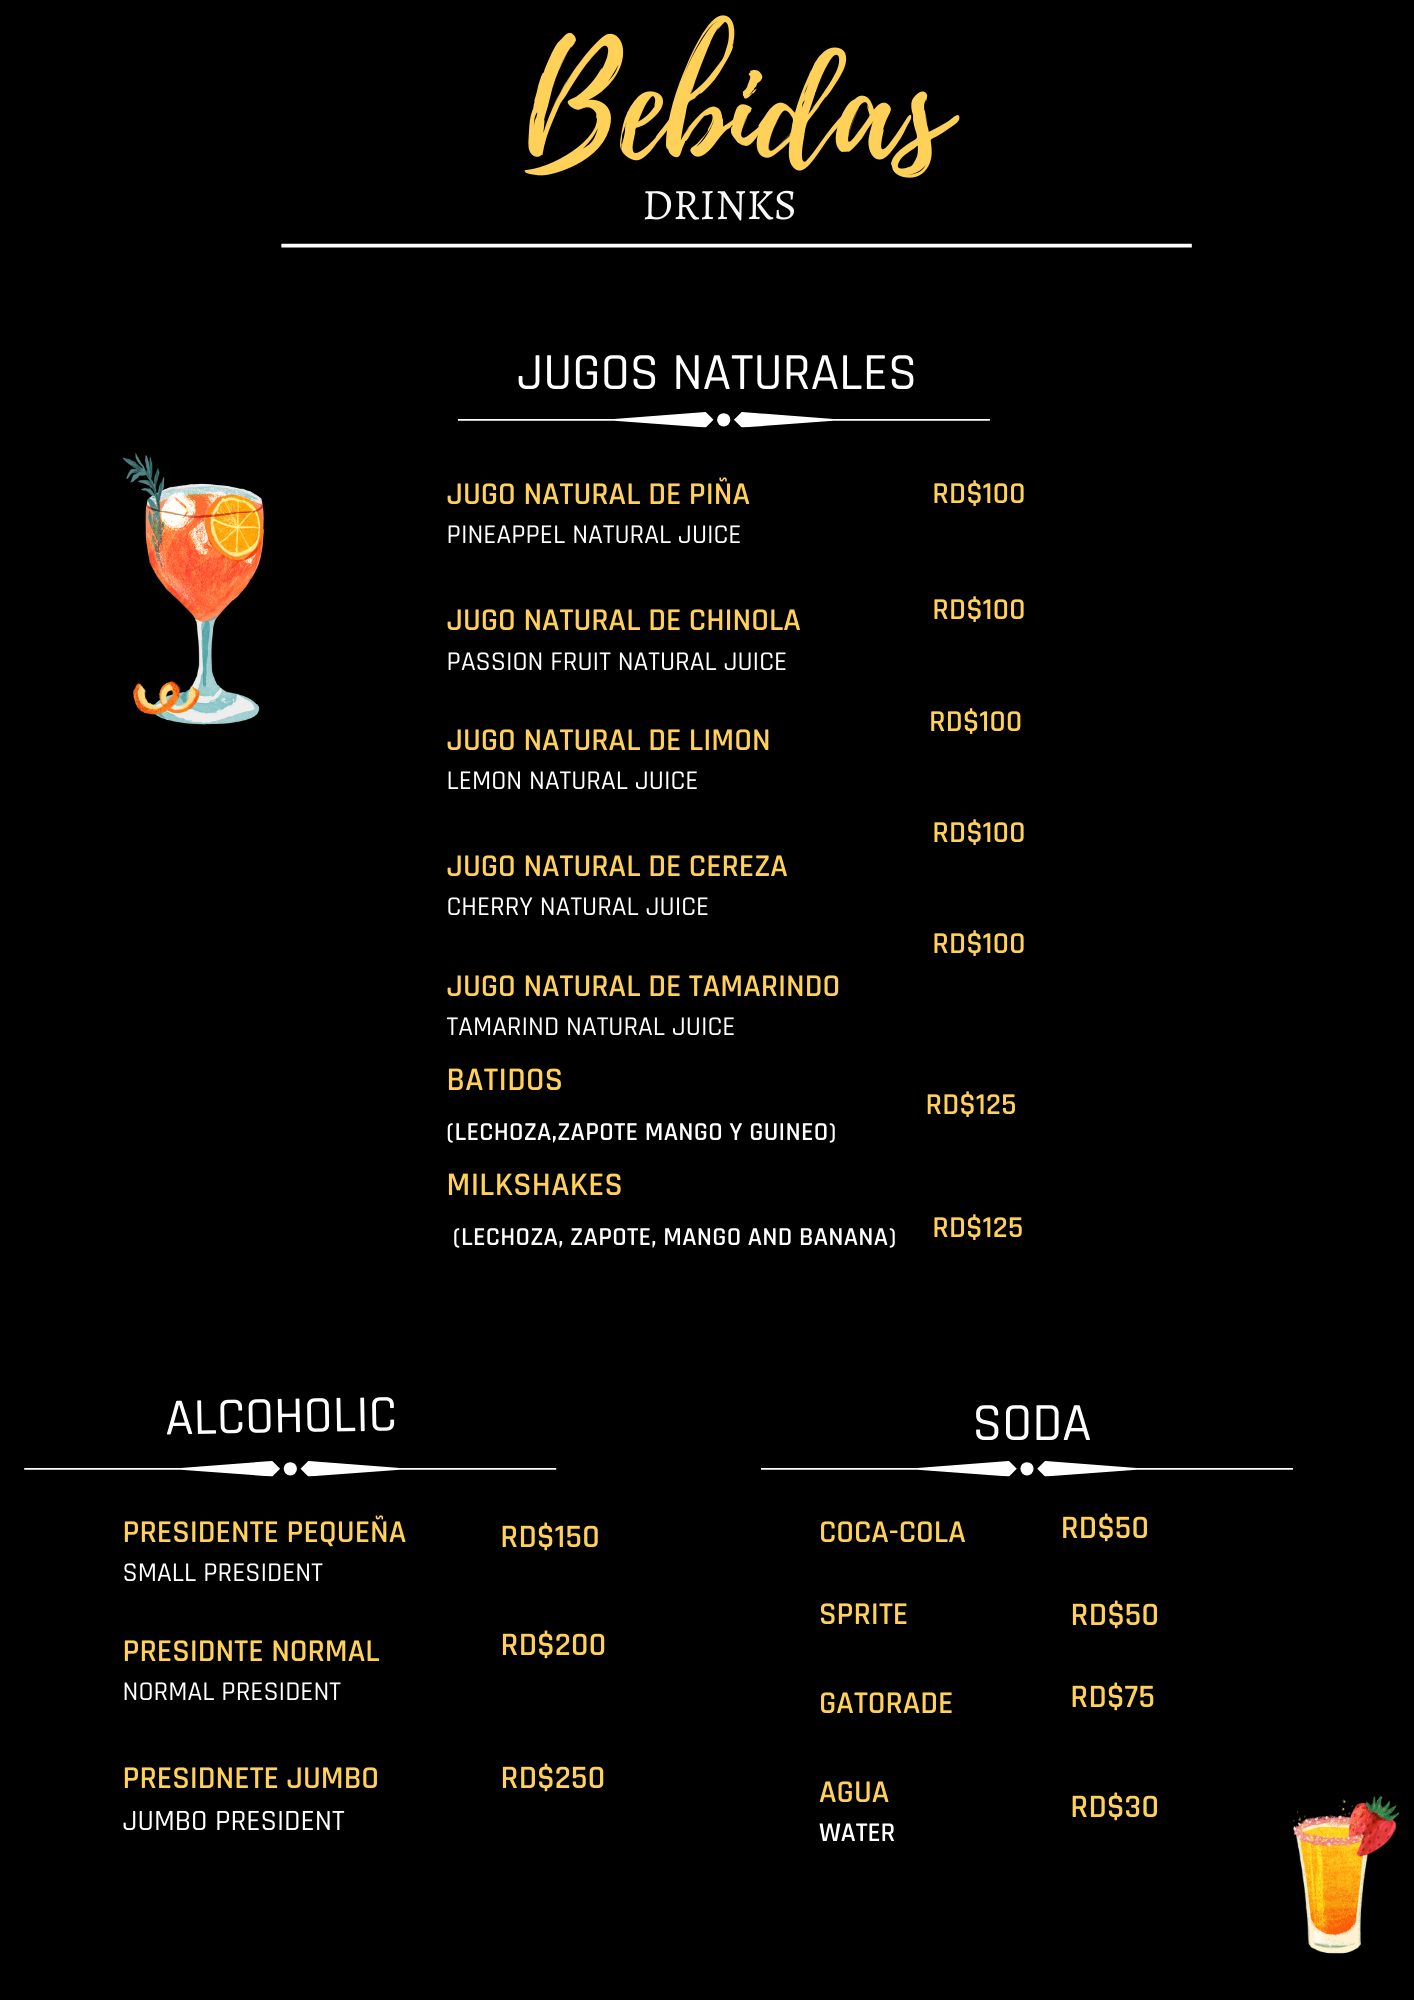 Bebidas
DRINKS
JUGOS NATURALES
JUGO NATURAL DE PIÑA RD$100
PINEAPPEL NATURAL JUICE
JUGO NATURAL DE CHINOLA RD$100
PASSION FRUIT NATURAL JUICE
JUGO NATURAL DE LIMON RD$100
LEMON NATURAL JUICE
JUGO NATURAL DE CEREZA RD$100
CHERRY NATURAL JUICE
JUGO NATURAL DE TAMARINDO RD$100
TAMARIND NATURAL JUICE
BATIDOS RD$125
(LECHOZA,ZAPOTE MANGO Y GUINEO)
MILKSHAKES
(LECHOZA, ZAPOTE, MANGO AND BANANA) RD$125
ALCOHOLIC
PRESIDENTE PEQUEÑA RD$150
SMALL PRESIDENT
PRESIDNTE NORMAL RD$200
NORMAL PRESIDENT
PRESIDNETE JUMBO RD$250
JUMBO PRESIDENT
SODA
COCA-COLA RD$50
SPRITE RD$50
GATORADE RD$75
AGUA RD$30
WATER